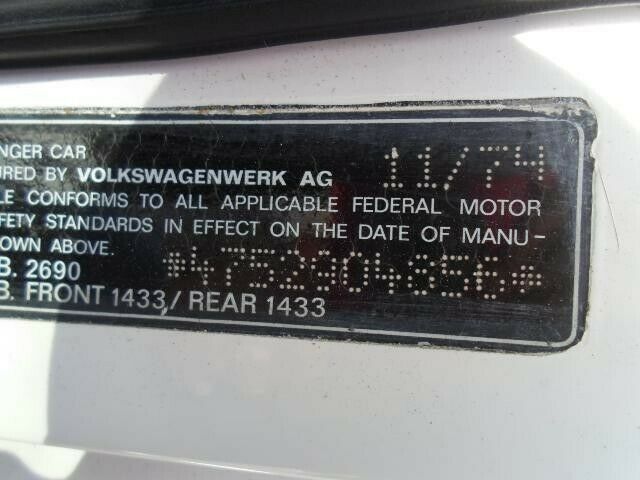 NGER CAR 11/74
URED BY VOLKSWAGENWERK AG
LE CONFORMS TO ALL APPLICABLE FEDERAL MOTOR
FETY STANDARDS IN EFFECT ON THE DATE OF MANU-
OWN ABOVE.
B. 2690 *4752904856*
B. FRONT 1433/REAR 1433